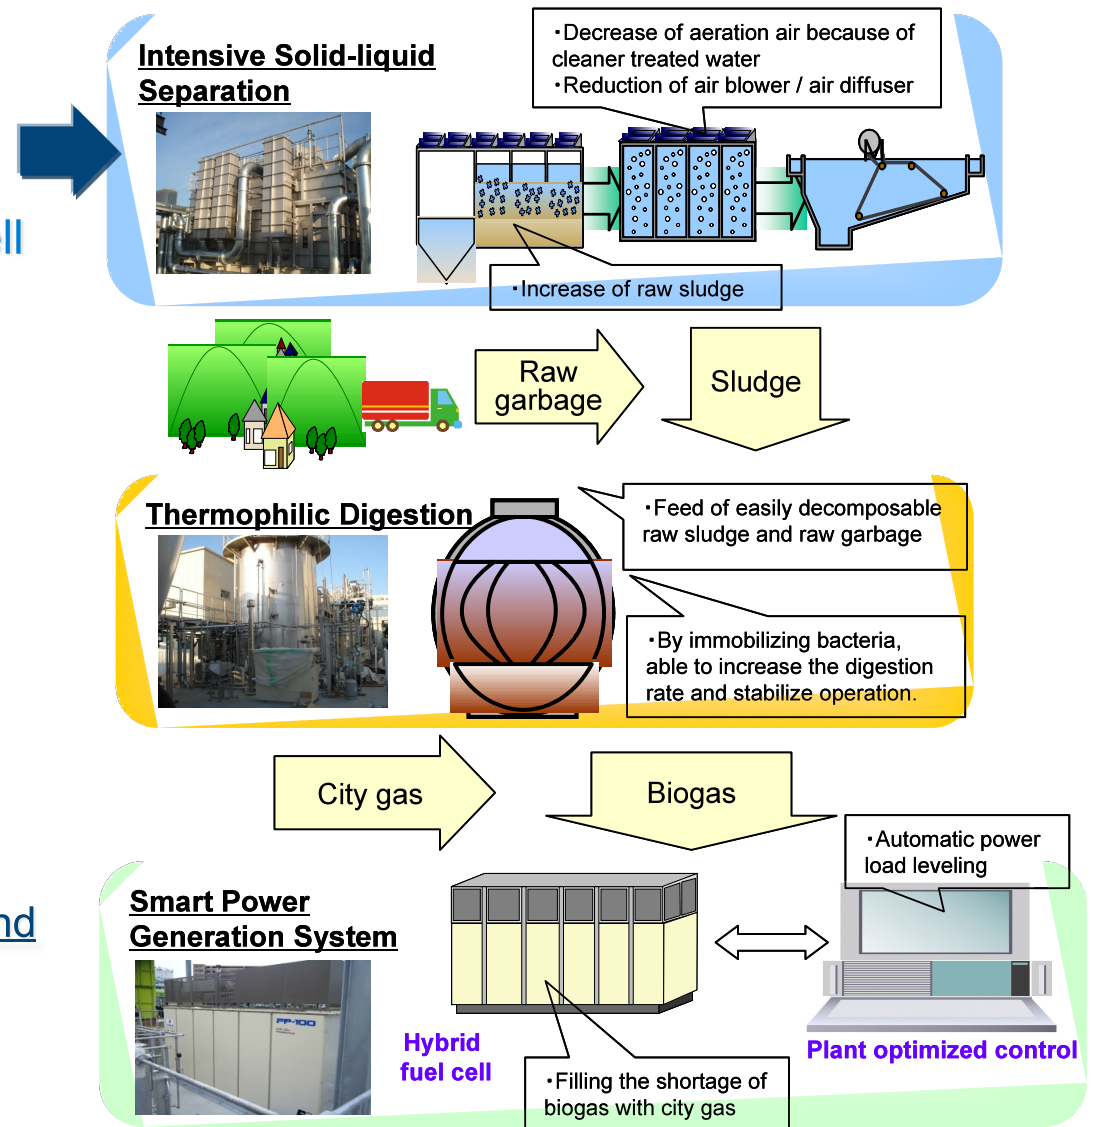 Intensive Solid-liquid
Separation
・Decrease of aeration air because of
cleaner treated water
・Reduction of air blower / air diffuser
M
ell
・Increase of raw sludge
Raw
garbage
Sludge
Thermophilic Digestion
・Feed of easily decomposable
raw sludge and raw garbage
・By immobilizing bacteria,
able to increase the digestion
rate and stabilize operation.
City gas
Biogas
・Automatic power
load leveling
Smart Power
Generation System
nd
FP-100
Hybrid
fuel cell
Plant optimized control
・Filling the shortage of
biogas with city gas